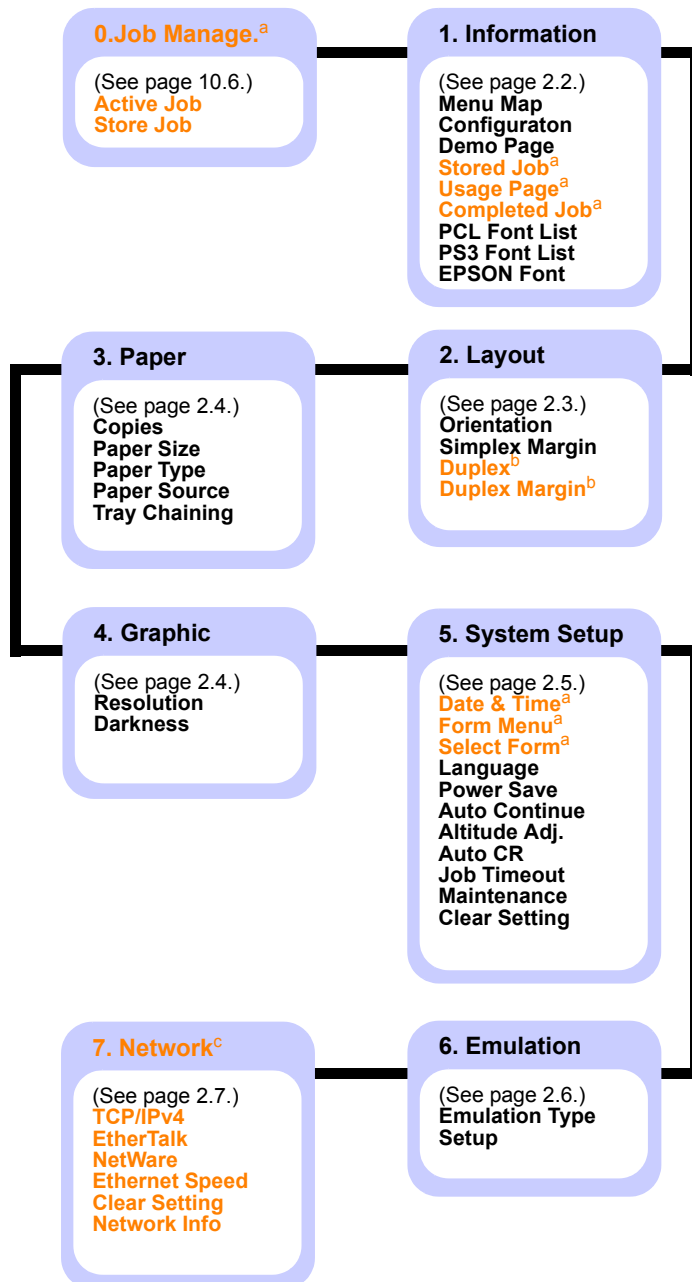 0.Job Manage.a
(See page 10.6.)
Active Job
Store Job
1. Information
(See page 2.2.)
Menu Map
Configuraton
Demo Page
Stored Joba
Usage Pagea
Completed Joba
PCL Font List
PS3 Font List
EPSON Font
2. Layout
(See page 2.3.)
Orientation
Simplex Margin
Duplexb
Duplex Marginb
3. Paper
(See page 2.4.)
Copies
Paper Size
Paper Type
Paper Source
Tray Chaining
4. Graphic
(See page 2.4.)
Resolution
Darkness
5. System Setup
(See page 2.5.)
Date & Timea
Form Menua
Select Forma
Language
Power Save
Auto Continue
Altitude Adj.
Auto CR
Job Timeout
Maintenance
Clear Setting
6. Emulation
(See page 2.6.)
Emulation Type
Setup
7. Networkc
(See page 2.7.)
TCP/IPv4
EtherTalk
NetWare
Ethernet Speed
Clear Setting
Network Info